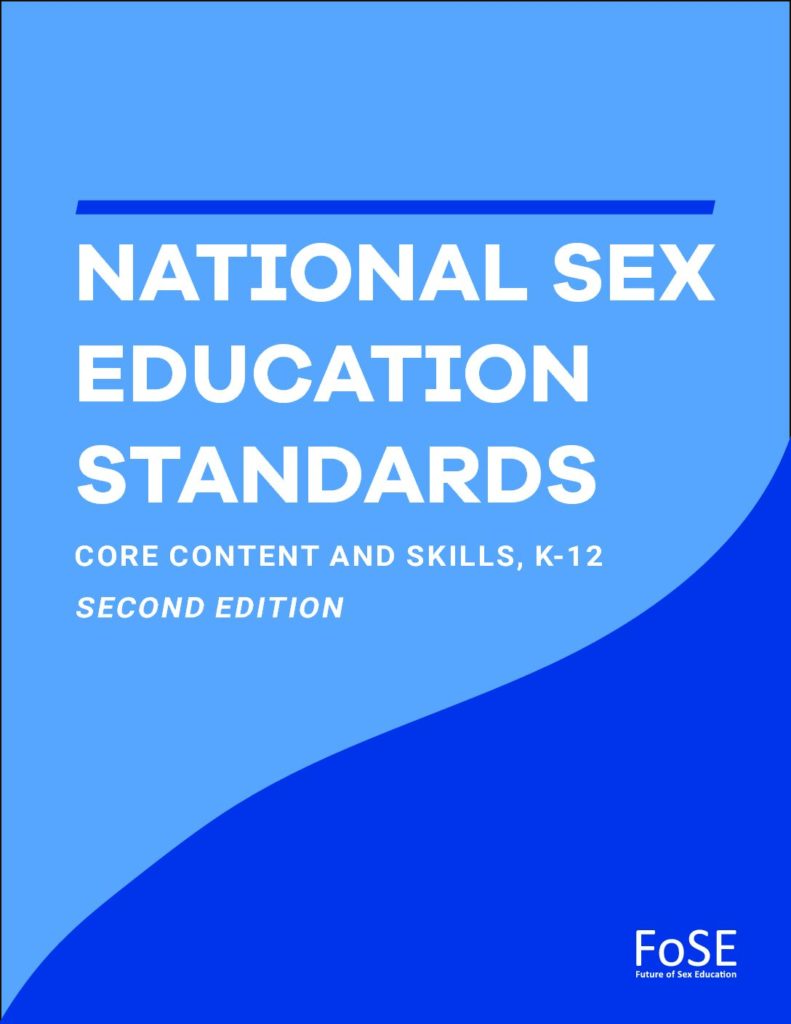 NATIONAL SEX
EDUCATION
STANDARDS
CORE CONTENT AND SKILLS, K-12
SECOND EDITION
FoSE
Future of Sex Education